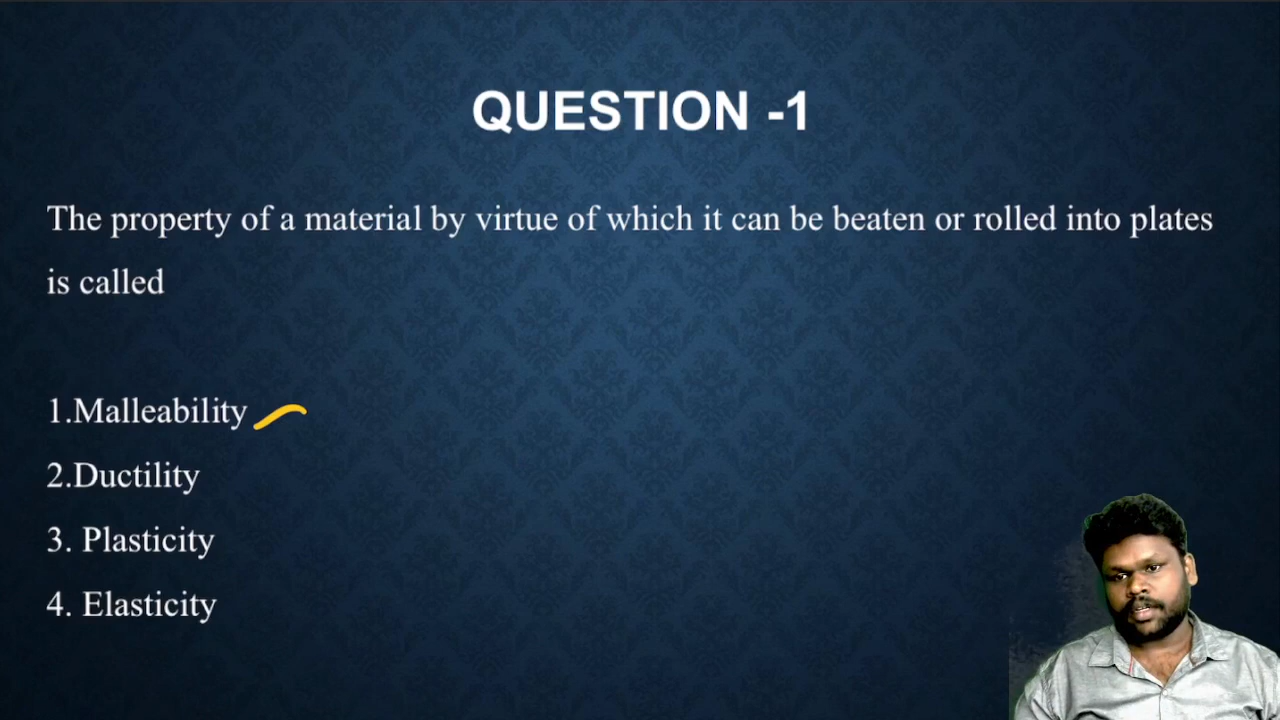 QUESTION -1
The property of a material by virtue of which it can be beaten or rolled into plates
is called
1.Malleability
2.Ductility
3. Plasticity
4. Elasticity